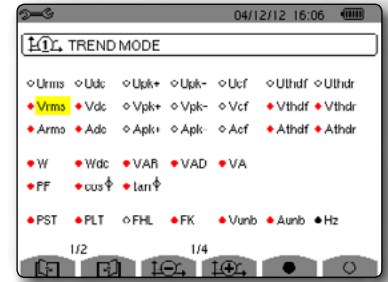 04/12/12 16:06
1 TREND MODE
Urms Udc Upk+ Upk- Ucf Uthdf Uthdr
Vrms Vdc Vpk+ Vpk- Vcf Vthdf Vthdr
Arms Adc Apk+ Apk- Acf Athdf Athdr
W Wdc VAR VAD VA
PF cos Φ tan Φ
PST PLT FHL FK Vunb Aunb Hz
1/2 1/4